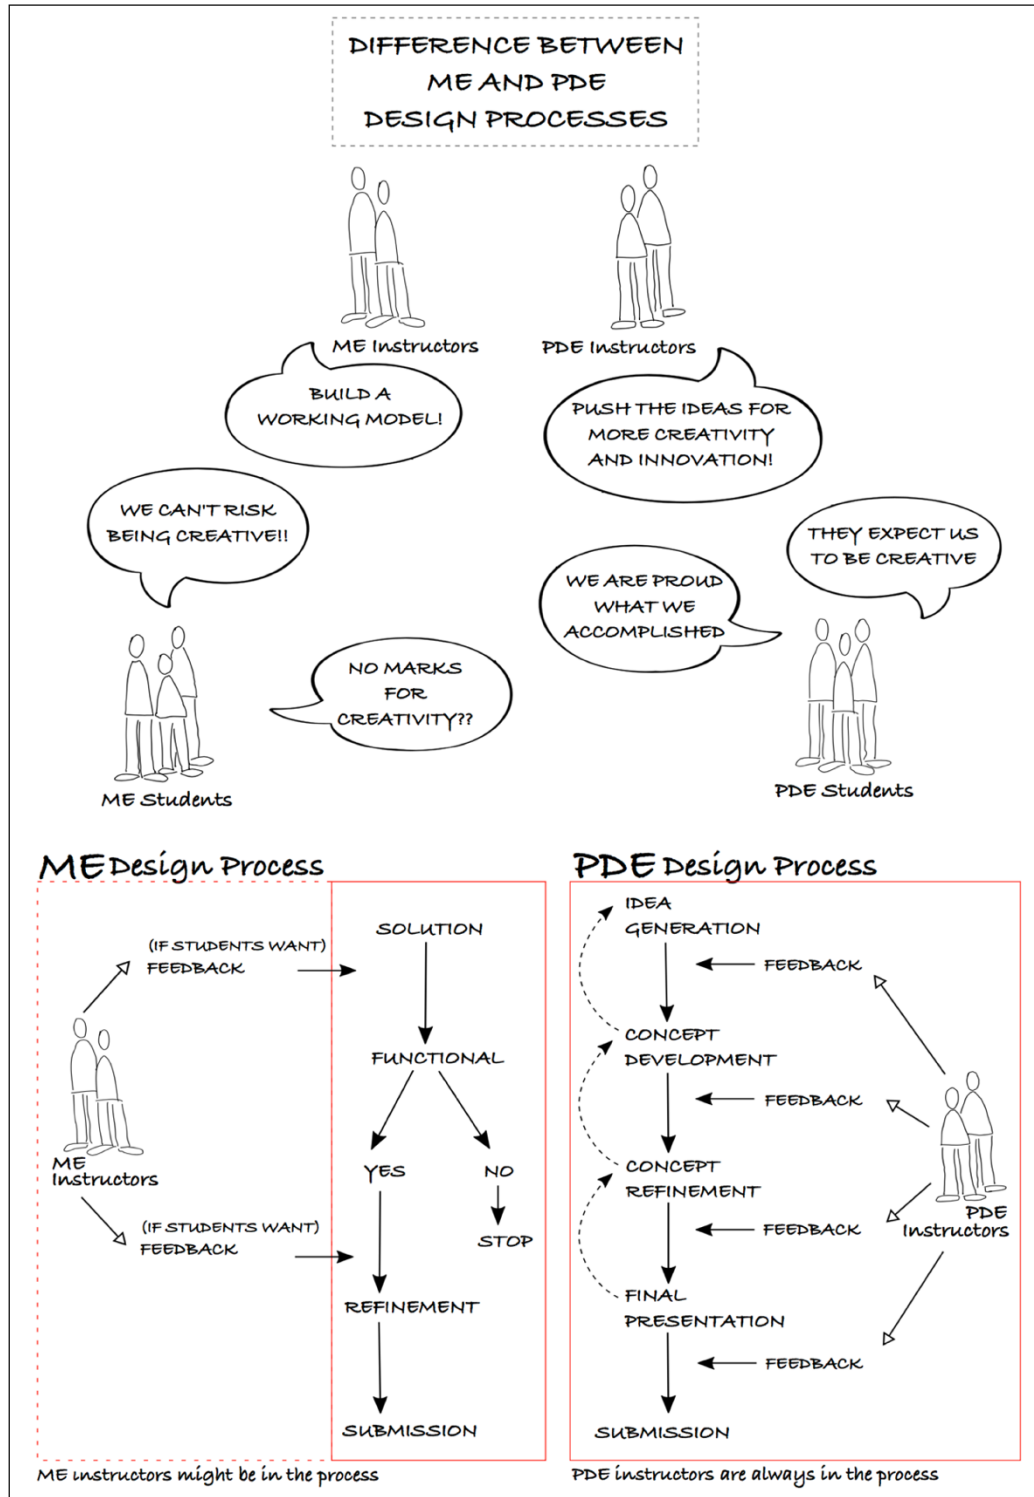 DIFFERENCE BETWEEN
ME AND PDE
DESIGN PROCESSES
ME Instructors
PDE Instructors
BUILD A
WORKING MODEL!
PUSH THE IDEAS FOR
MORE CREATIVITY
AND INNOVATION!
WE CAN'T RISK
BEING CREATIVE!!
THEY EXPECT US
TO BE CREATIVE
WE ARE PROUD
WHAT WE
ACCOMPLISHED
NO MARKS
FOR
CREATIVITY??
ME Students
PDE Students
ME Design Process
(IF STUDENTS WANT)
FEEDBACK
SOLUTION
FUNCTIONAL
YES
NO
STOP
ME
Instructors
(IF STUDENTS WANT)
FEEDBACK
REFINEMENT
SUBMISSION
ME instructors might be in the process
PDE Design Process
IDEA
GENERATION
FEEDBACK
CONCEPT
DEVELOPMENT
FEEDBACK
CONCEPT
REFINEMENT
FEEDBACK
PDE
Instructors
FINAL
PRESENTATION
FEEDBACK
SUBMISSION
PDE instructors are always in the process